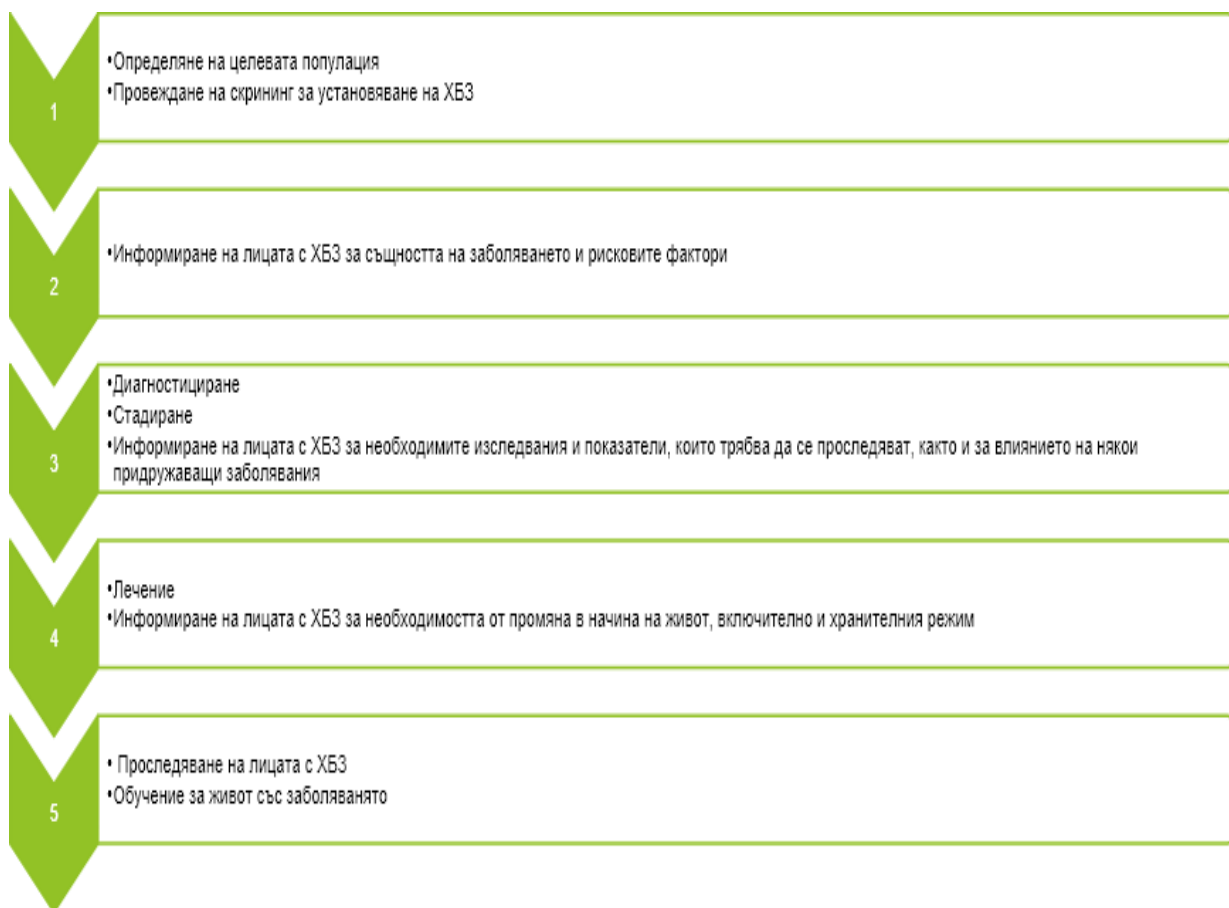 •Определяне на целевата популация
•Провеждане на скрининг за установяване на ХБЗ
1
•Информиране на лицата с ХБЗ за същността на заболяването и рисковите фактори
2
•Диагностициране
•Стадиране
•Информиране на лицата с ХБЗ за необходимите изследвания и показатели, които трябва да се проследяват, както и за влиянието на някои
придружаващи заболявания
3
•Лечение
•Информиране на лицата с ХБЗ за необходимостта от промяна в начина на живот, включително и хранителния режим
4
• Проследяване на лицата с ХБЗ
•Обучение за живот със заболяванято
5